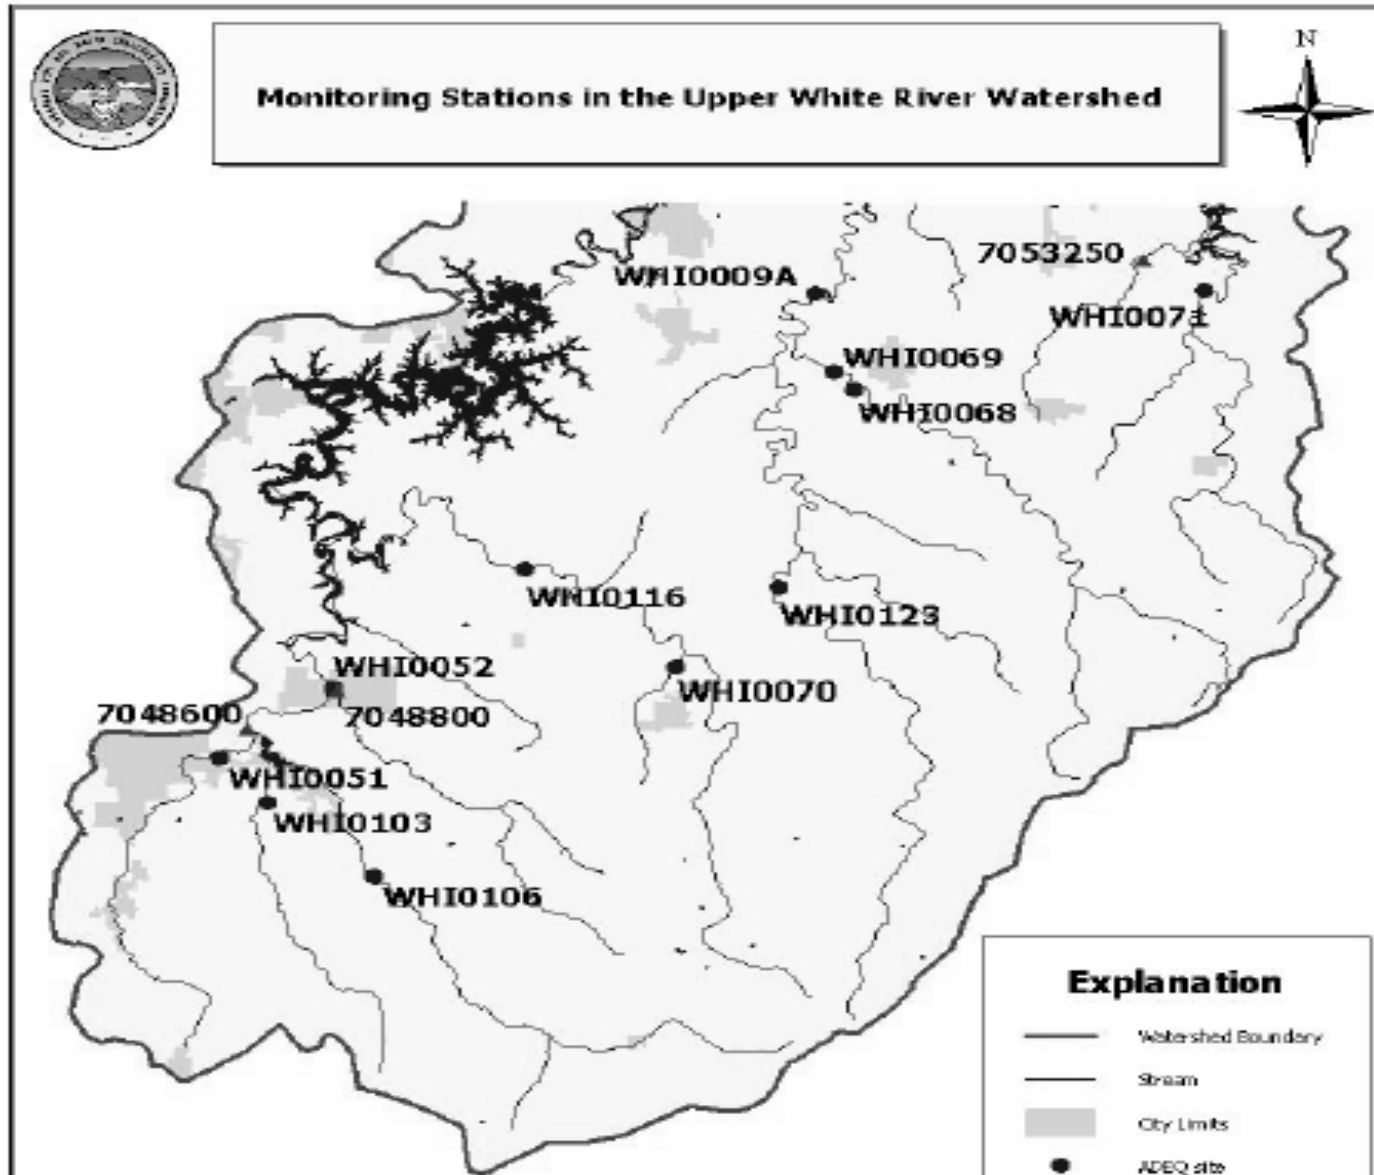 Monitoring Stations in the Upper White River Watershed
N
7053250
WHI0009A
WHI0071
WHI0069
WHI0068
WHI0116
WHI0123
WHI0052
WHI0070
7048600
7048800
WHI0051
WHI0103
WHI0106
Explanation
Watershed Boundary
Stream
City Limits
ADEQ site